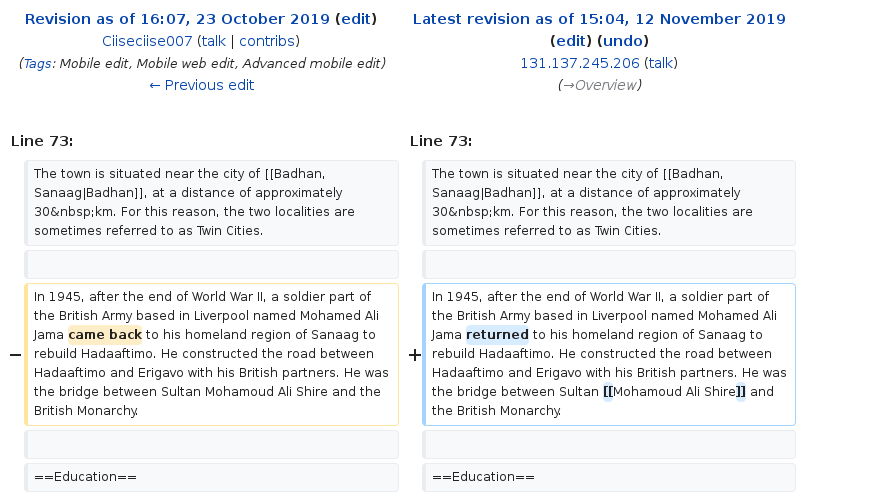 Revision as of 16:07, 23 October 2019 (edit)
Ciiseciise007 (talk | contribs)
(Tags: Mobile edit, Mobile web edit, Advanced mobile edit)
← Previous edit
Latest revision as of 15:04, 12 November 2019
(edit) (undo)
131.137.245.206 (talk)
(→Overview)
Line 73:
Line 73:
The town is situated near the city of [[Badhan,
Sanaag|Badhan]], at a distance of approximately
30&nbsp;km. For this reason, the two localities are
sometimes referred to as Twin Cities.
The town is situated near the city of [[Badhan,
Sanaag|Badhan]], at a distance of approximately
30&nbsp;km. For this reason, the two localities are
sometimes referred to as Twin Cities.
−
In 1945, after the end of World War II, a soldier part of
the British Army based in Liverpool named Mohamed Ali
Jama came back to his homeland region of Sanaag to
rebuild Hadaaftimo. He constructed the road between
Hadaaftimo and Erigavo with his British partners. He was
the bridge between Sultan Mohamoud Ali Shire and the
British Monarchy.
+
In 1945, after the end of World War II, a soldier part of
the British Army based in Liverpool named Mohamed Ali
Jama returned to his homeland region of Sanaag to
rebuild Hadaaftimo. He constructed the road between
Hadaaftimo and Erigavo with his British partners. He was
the bridge between Sultan [[Mohamoud Ali Shire]] and
the British Monarchy.
==Education==
==Education==